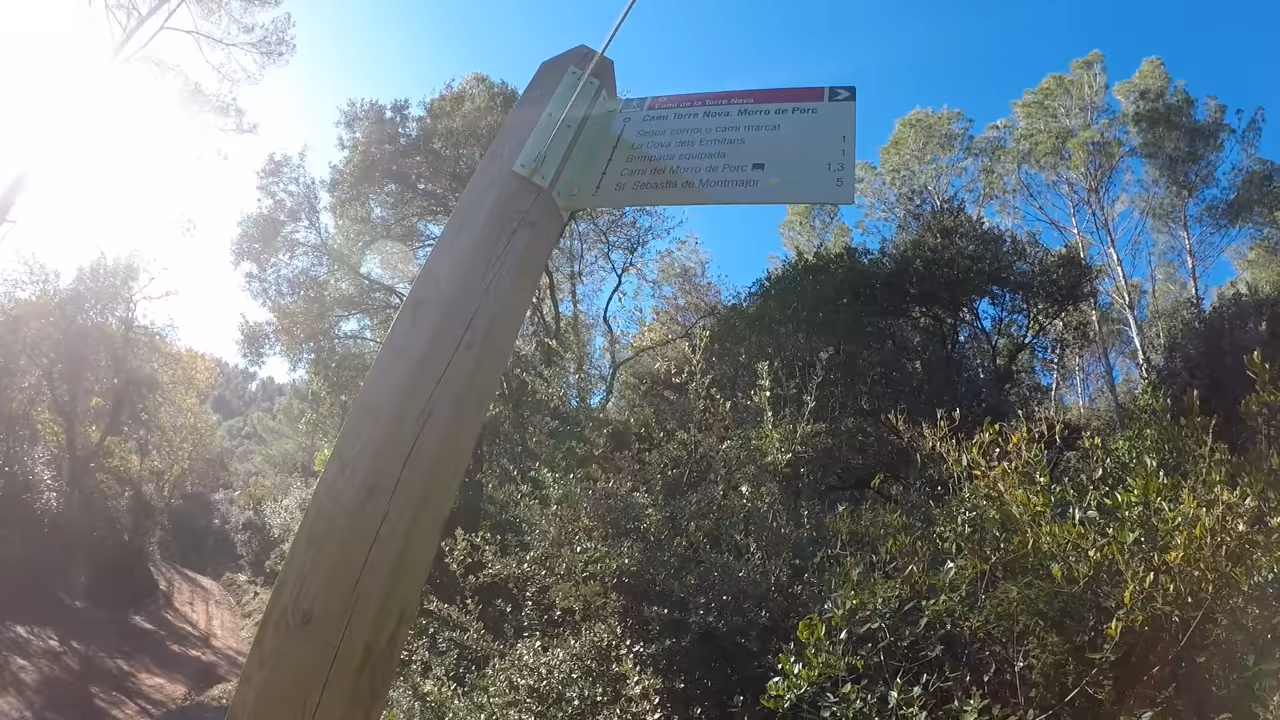 Camí de la Torre Nova
Camí Torre Nova. Morro de Porc
Seguir corriol o camí marcat
La Cova dels Ermitans 1
Grimpada equipada 1
Camí del Morro de Porc 1,3
St. Sebastià de Montmajor 5